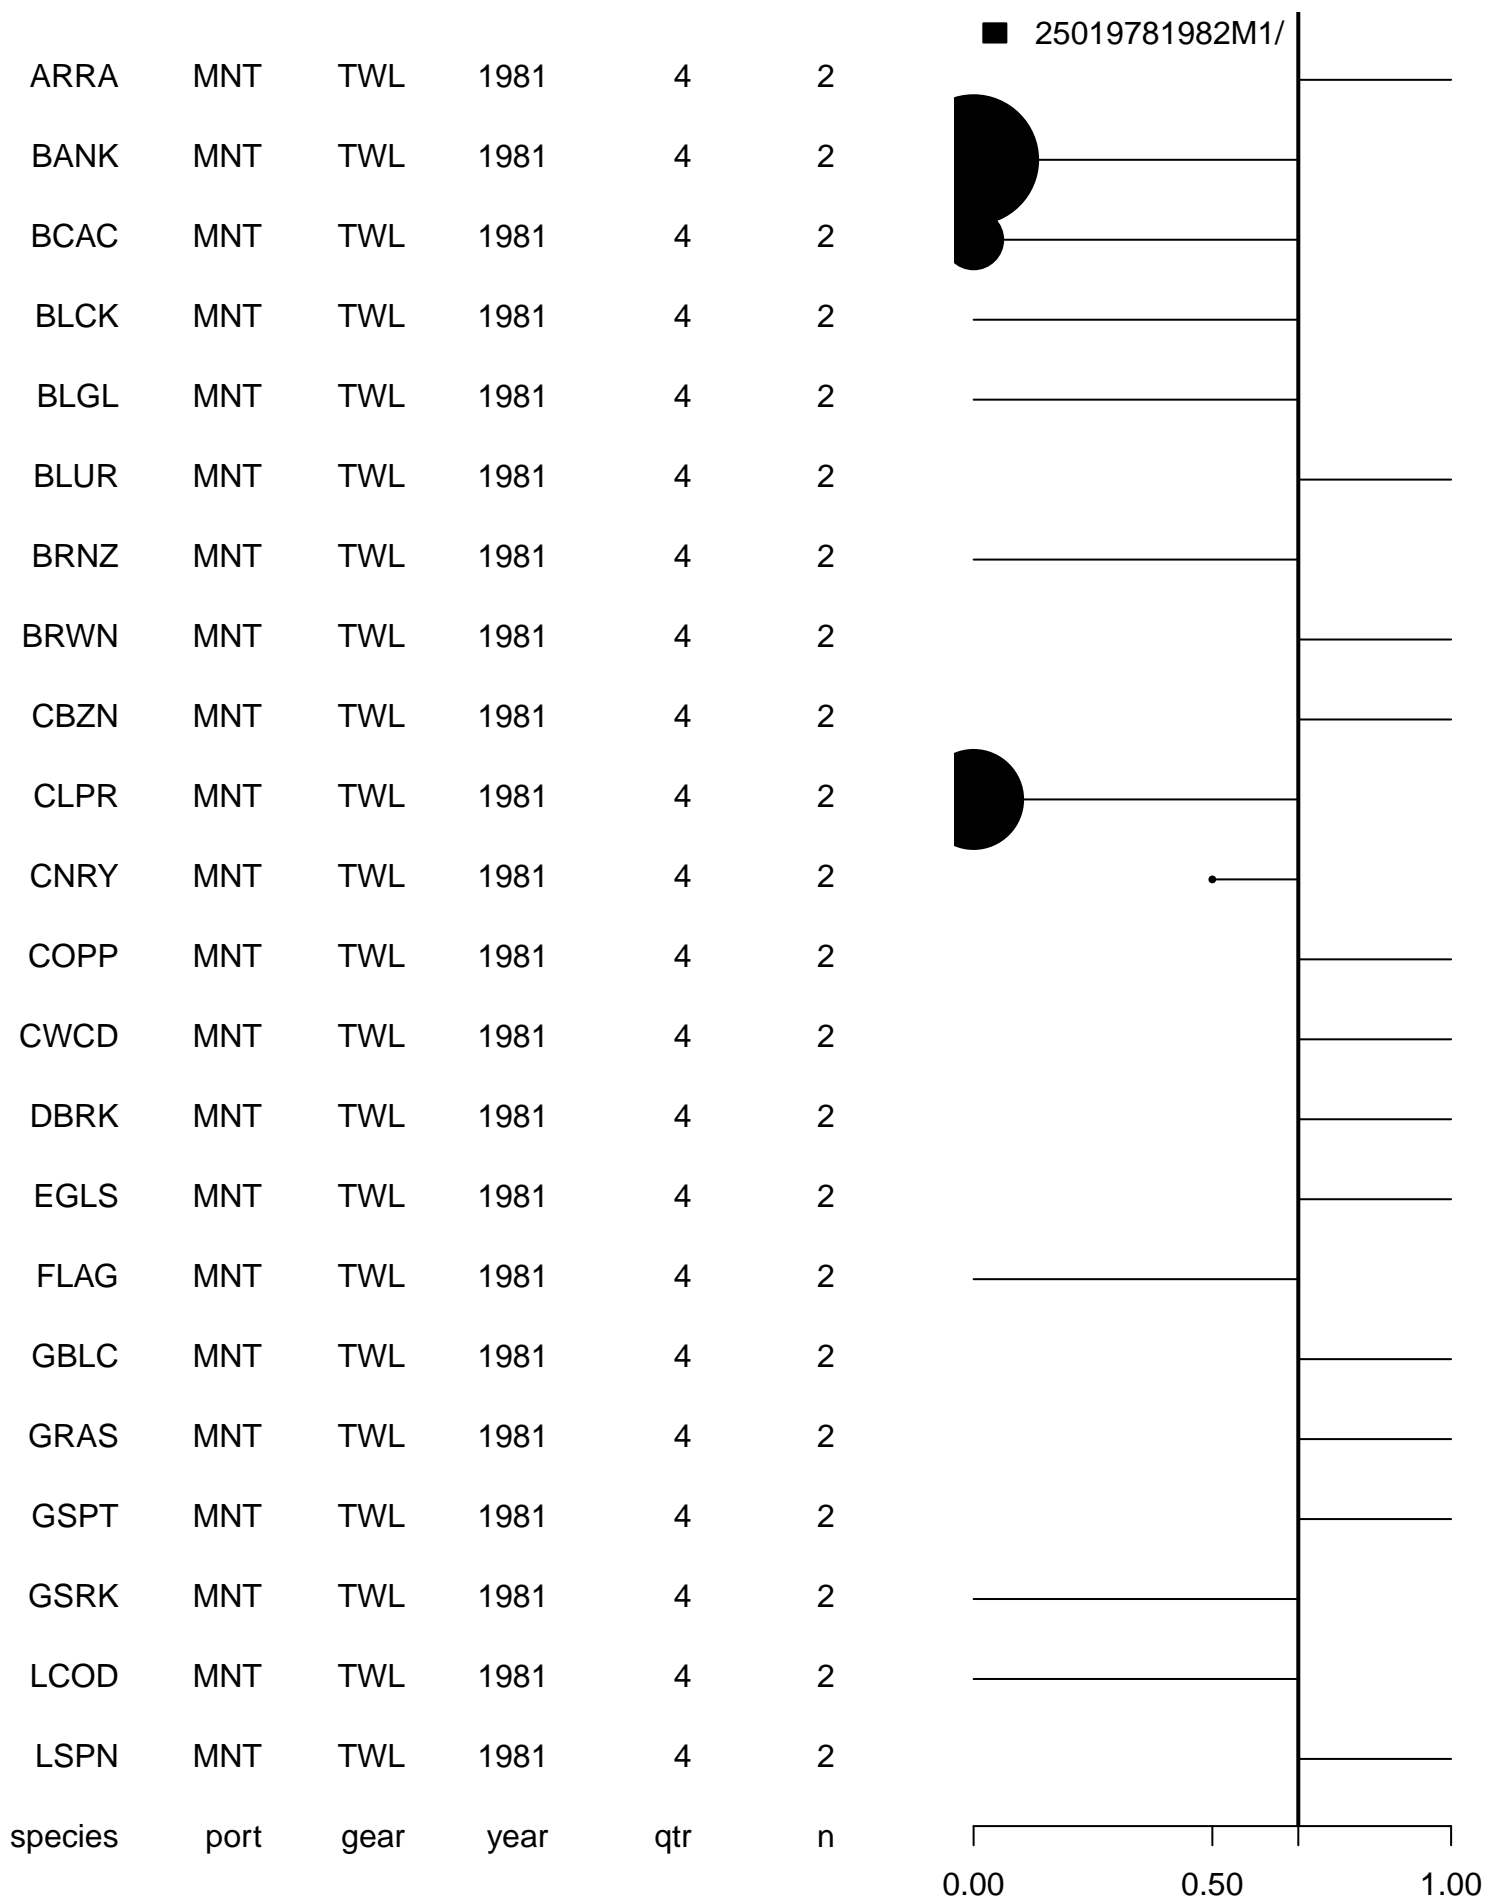 25019781982M1/
ARRA MNT TWL 1981 4 2
BANK MNT TWL 1981 4 2
BCAC MNT TWL 1981 4 2
BLCK MNT TWL 1981 4 2
BLGL MNT TWL 1981 4 2
BLUR MNT TWL 1981 4 2
BRNZ MNT TWL 1981 4 2
BRWN MNT TWL 1981 4 2
CBZN MNT TWL 1981 4 2
CLPR MNT TWL 1981 4 2
CNRY MNT TWL 1981 4 2
COPP MNT TWL 1981 4 2
CWCD MNT TWL 1981 4 2
DBRK MNT TWL 1981 4 2
EGLS MNT TWL 1981 4 2
FLAG MNT TWL 1981 4 2
GBLC MNT TWL 1981 4 2
GRAS MNT TWL 1981 4 2
GSPT MNT TWL 1981 4 2
GSRK MNT TWL 1981 4 2
LCOD MNT TWL 1981 4 2
LSPN MNT TWL 1981 4 2
species port gear year qtr n
0.00 0.50 1.00